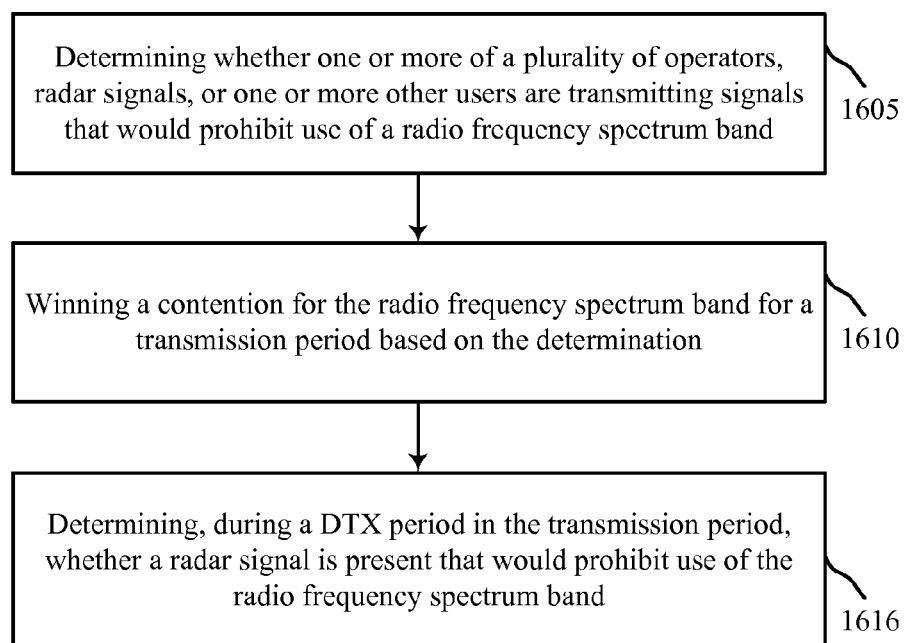 Determining whether one or more of a plurality of operators,
radar signals, or one or more other users are transmitting signals
that would prohibit use of a radio frequency spectrum band
1605
Winning a contention for the radio frequency spectrum band for a
transmission period based on the determination
1610
Determining, during a DTX period in the transmission period,
whether a radar signal is present that would prohibit use of the
radio frequency spectrum band
1616